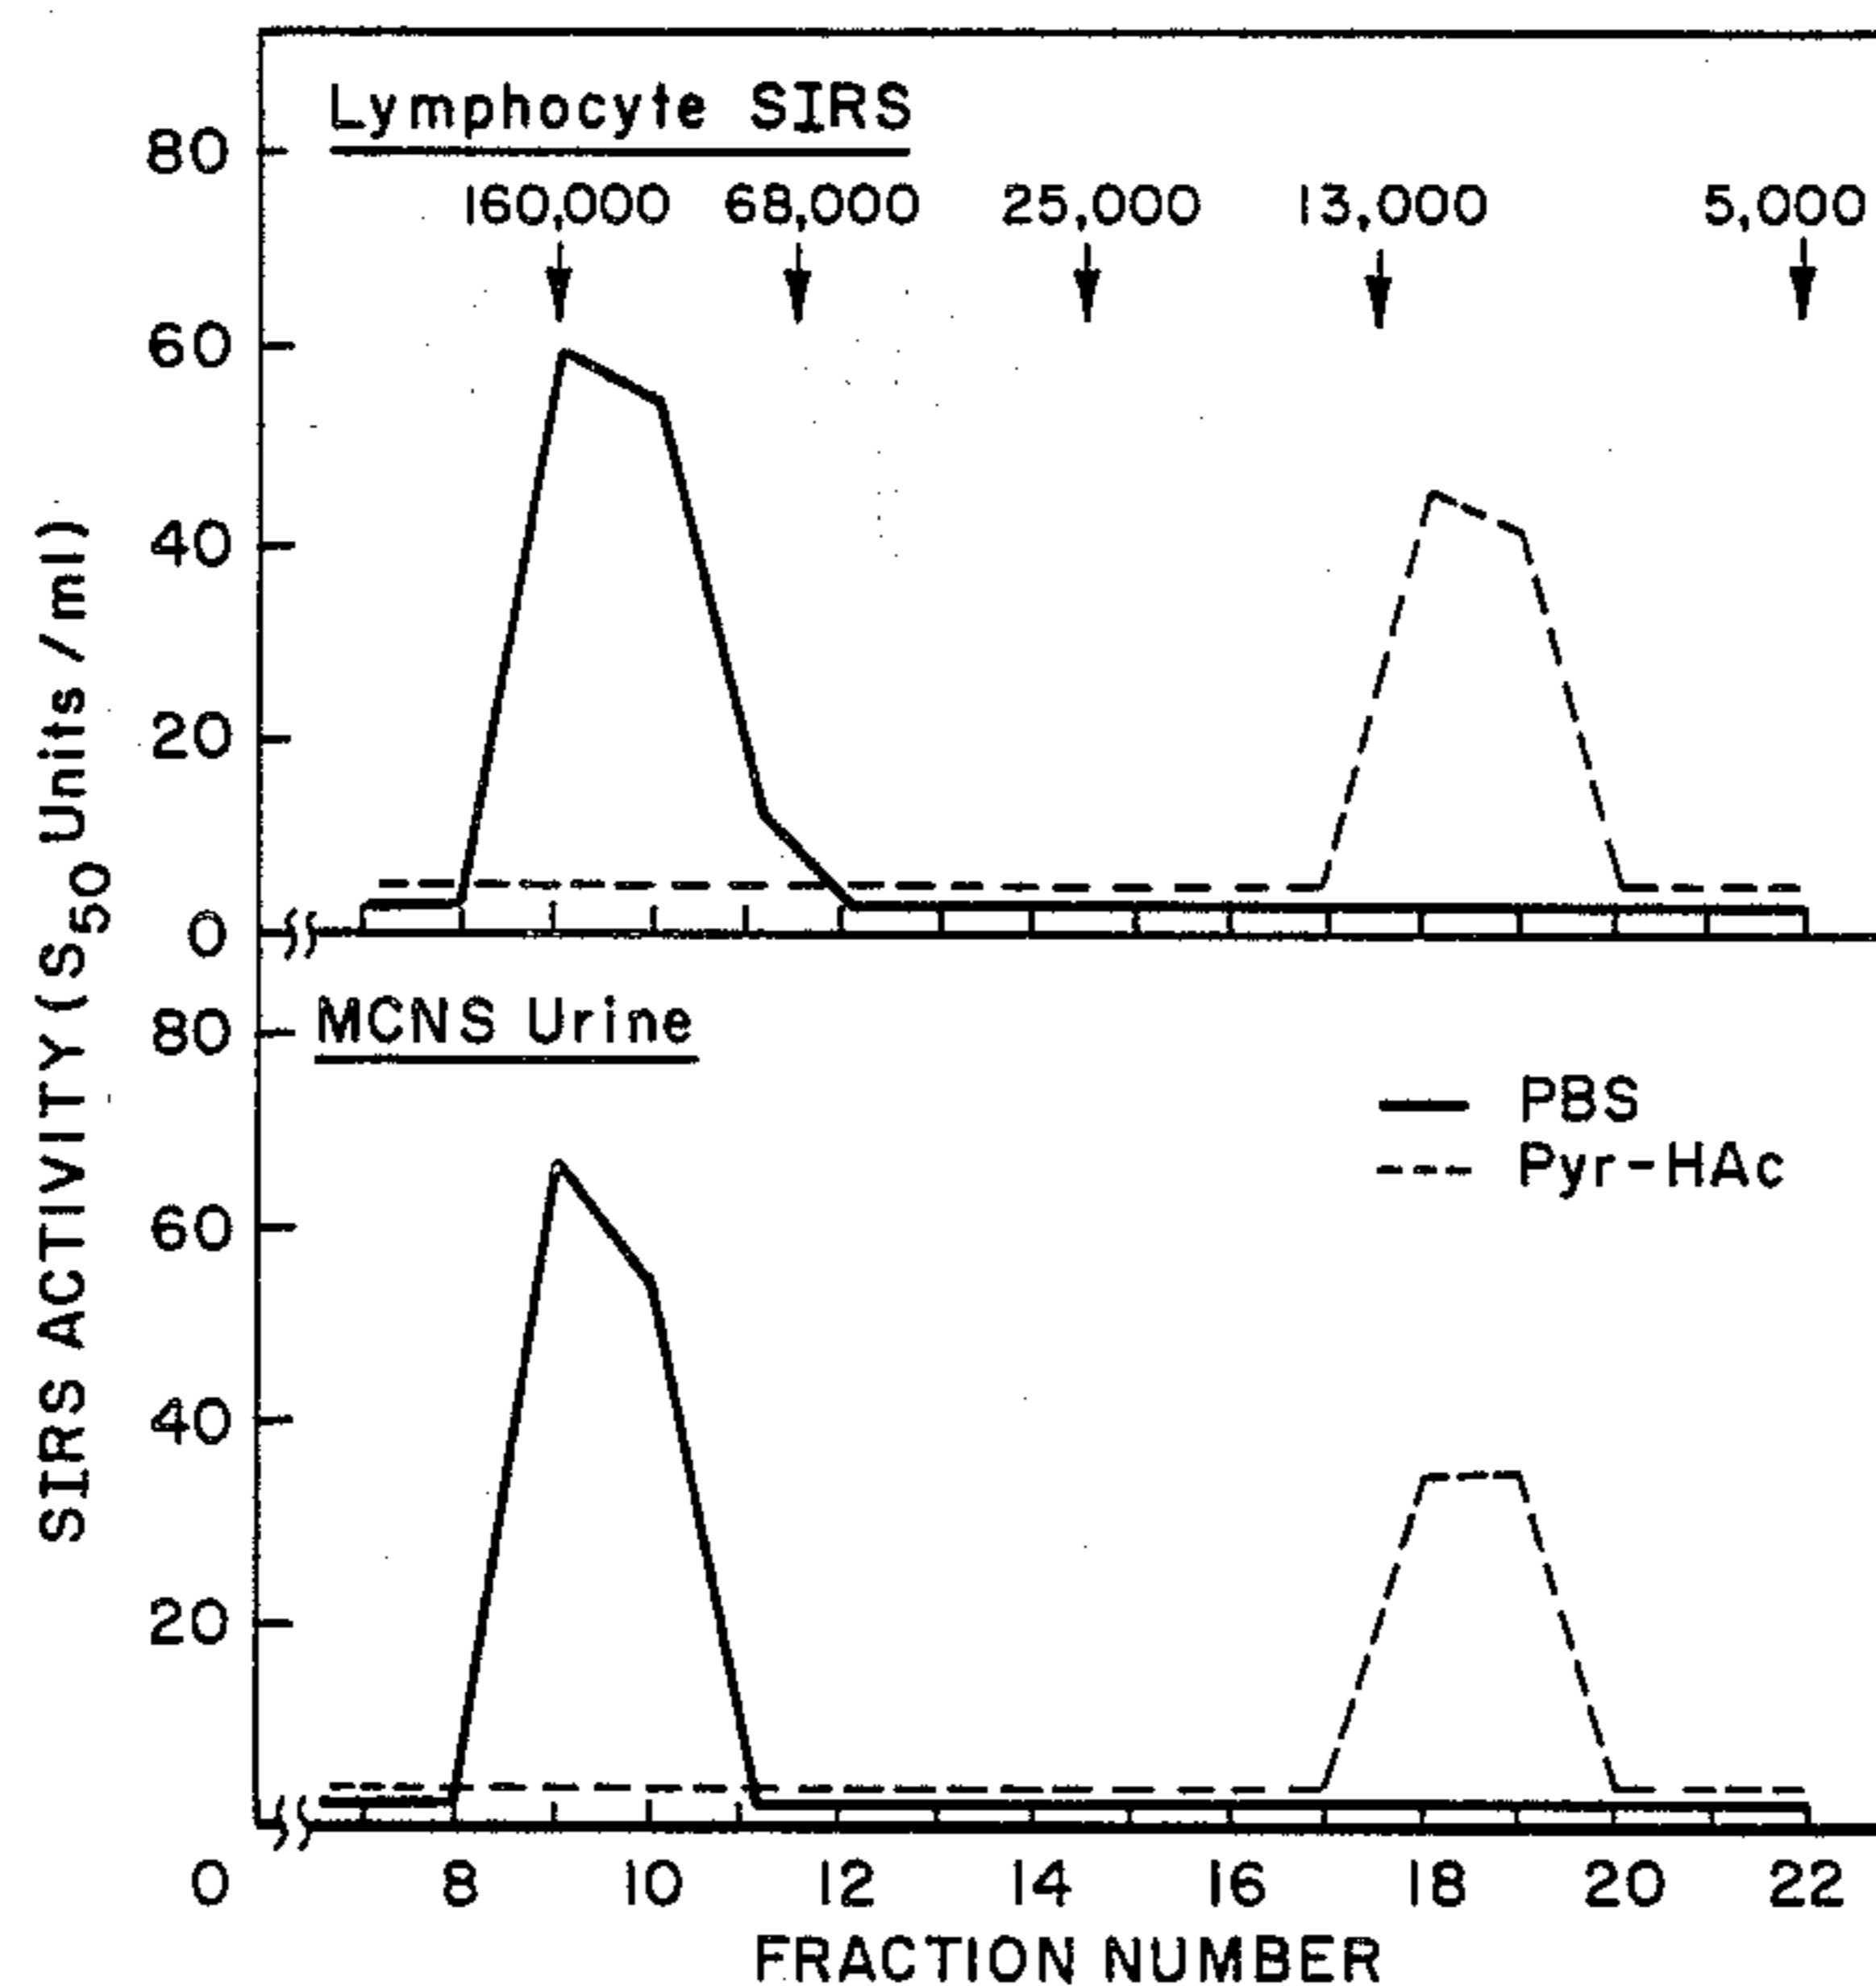 Lymphocyte SIRS
160,000 68,000 25,000 13,000 5,000
80
60
40
20
0
SIRS ACTIVITY (S50 Units/ml)
MCNS Urine
80
60
40
20
PBS
Pyr-HAc
0 8 10 12 14 16 18 20 22
FRACTION NUMBER